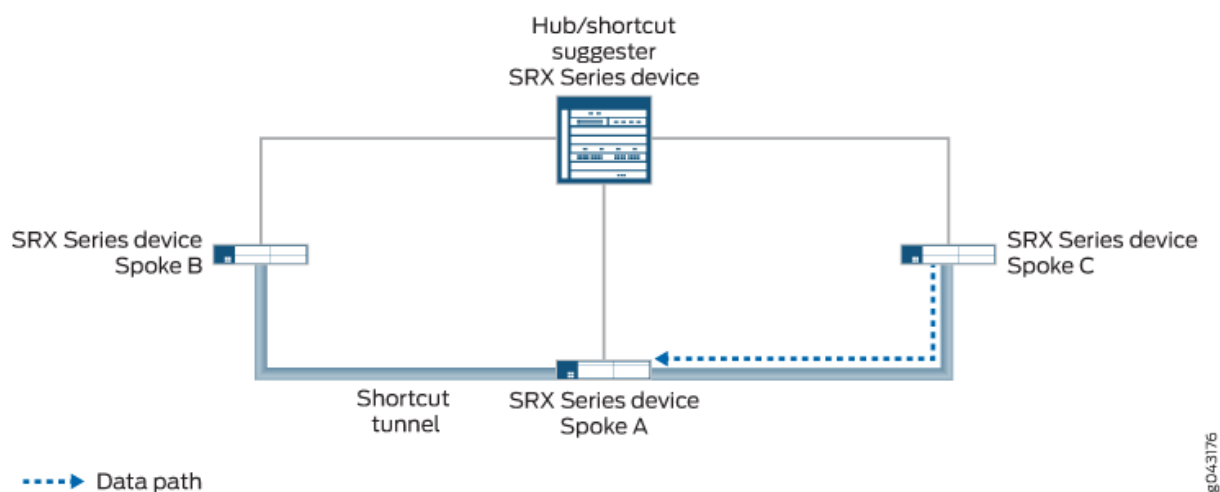 Hub/shortcut
suggester
SRX Series device
SRX Series device
Spoke B
SRX Series device
Spoke C
Shortcut
tunnel
SRX Series device
Spoke A
Data path
g043176